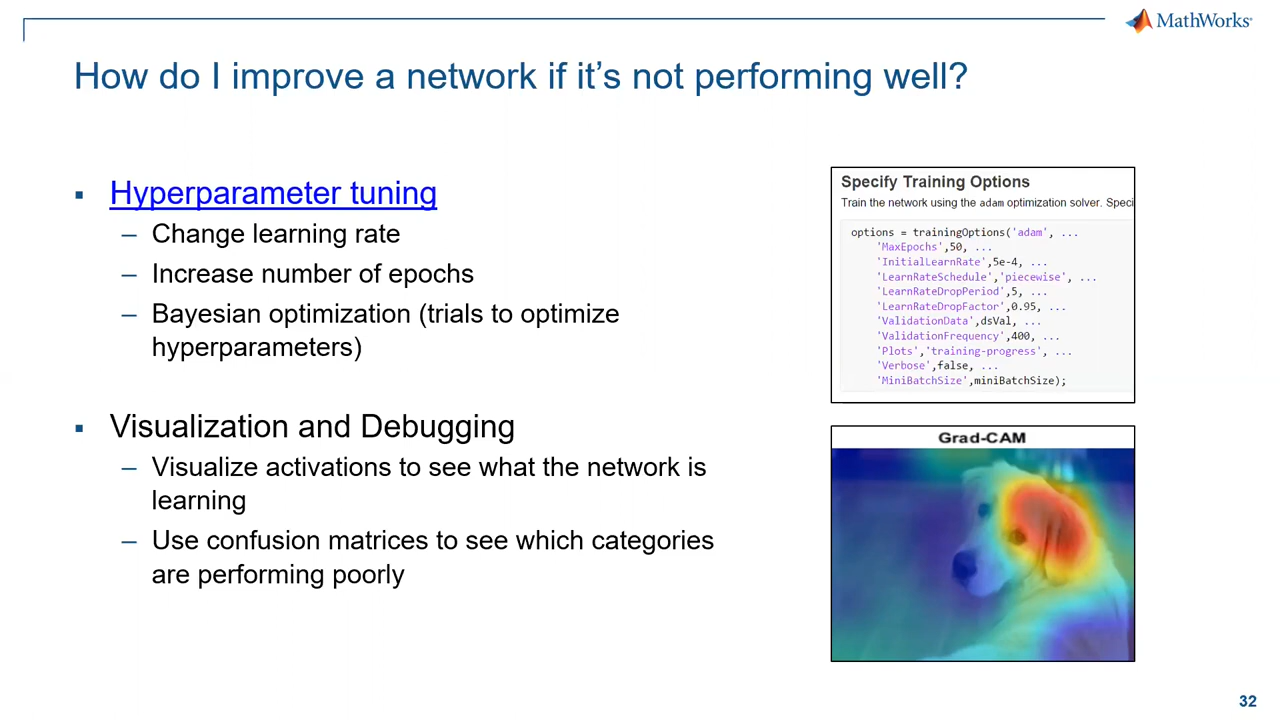 MathWorks
How do I improve a network if it's not performing well?
▪ Hyperparameter tuning
– Change learning rate
– Increase number of epochs
– Bayesian optimization (trials to optimize
hyperparameters)
▪ Visualization and Debugging
– Visualize activations to see what the network is
learning
– Use confusion matrices to see which categories
are performing poorly
Specify Training Options
Train the network using the adam optimization solver. Speci
options = trainingOptions('adam', ...
'MaxEpochs',50, ...
'InitialLearnRate',5e-4, ...
'LearnRateSchedule','piecewise', ...
'LearnRateDropPeriod',5, ...
'LearnRateDropFactor',0.95, ...
'ValidationData',dsVal, ...
'ValidationFrequency',400, ...
'Plots','training-progress', ...
'Verbose',false, ...
'MiniBatchSize',miniBatchSize);
Grad-CAM
32